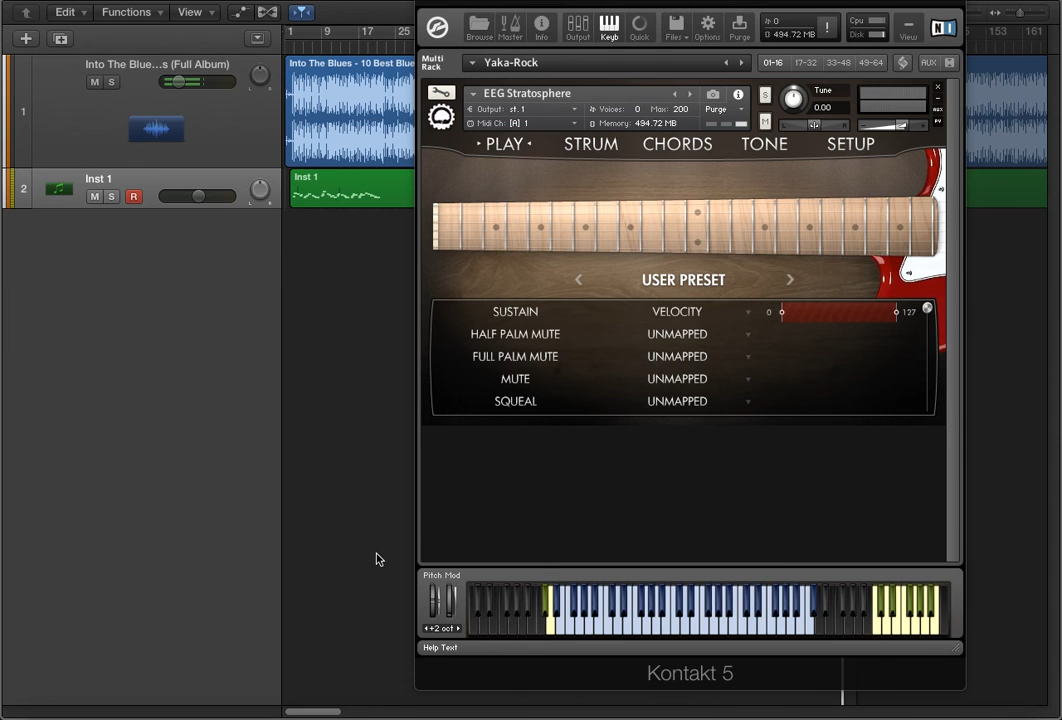 Edit
Functions
View
1 9 17 25
153 161
Into The Blue...s (Full Album)
M S
L R
1
Into The Blues - 10 Best Blue
2
Inst 1
M S R
L R
Inst 1
Browse Master Info Output Keyb Quick Files Options Purge
0
494.72 MB
!
Cpu
Disk
View
NI
Multi
Rack
Yaka-Rock
01-16 17-32 33-48 49-64
AUX
EEG Stratosphere
Output: st.1
Voices: 0 Max: 200
Purge
Midi Ch: [A] 1
Memory: 494.72 MB
S
M
Tune
0.00
L R
AUX
PV
PLAY STRUM CHORDS TONE SETUP
USER PRESET
SUSTAIN VELOCITY 0 127
HALF PALM MUTE UNMAPPED
FULL PALM MUTE UNMAPPED
MUTE UNMAPPED
SQUEAL UNMAPPED
Pitch Mod
+2 oct
Help Text
Kontakt 5